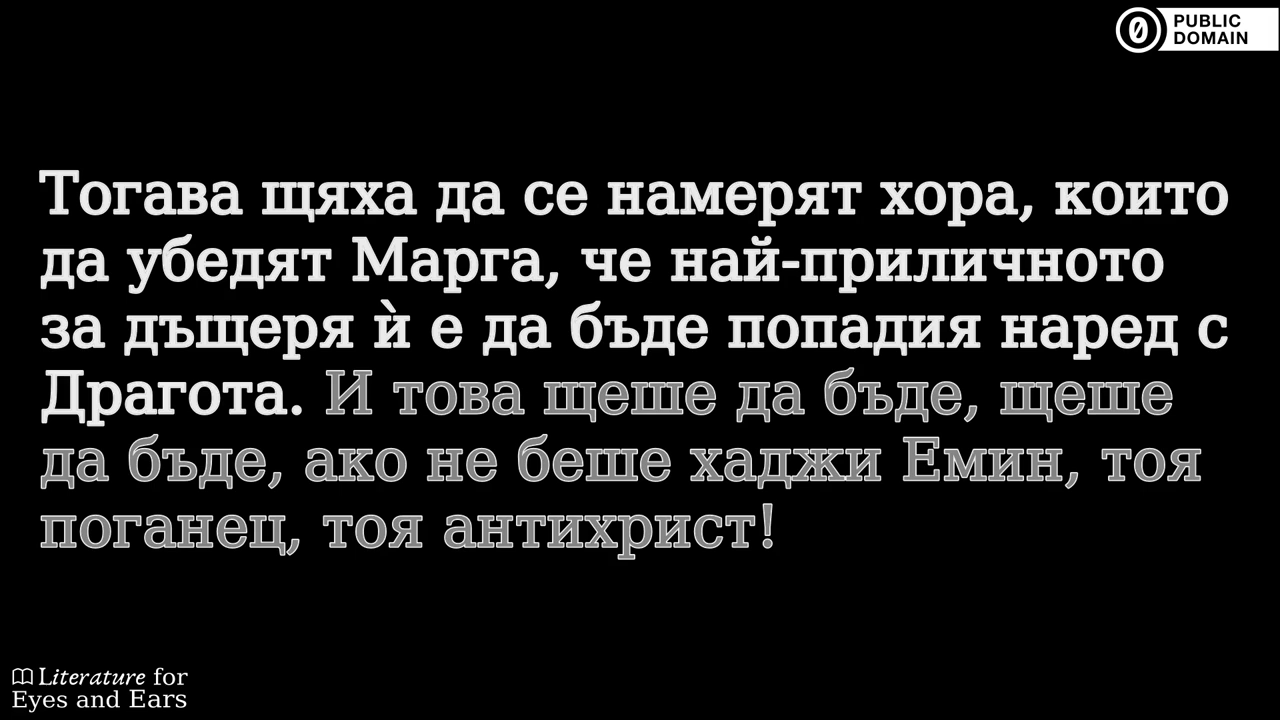 PUBLIC
DOMAIN
Тогава щяха да се намерят хора, които
да убедят Марга, че най-приличното
за дъщеря ѝ е да бъде попадия наред с
Драгота. И това щеше да бъде, щеше
да бъде, ако не беше хаджи Емин, тоя
поганец, тоя антихрист!
Literature for
Eyes and Ears